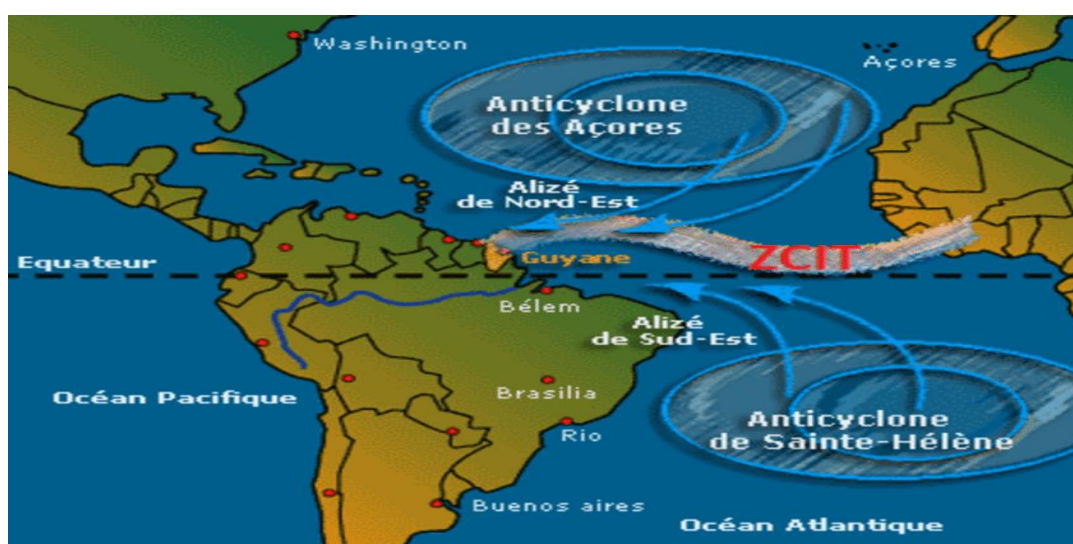 Washington
Açores
Anticyclone
des Açores
Alizé
de Nord-Est
ZCIT
Guyane
Equateur
Bélem
Alizé
de Sud-Est
Océan Pacifique
Brasilia
Anticyclone
de Sainte-Hélène
Rio
Buenos aires
Océan Atlantique